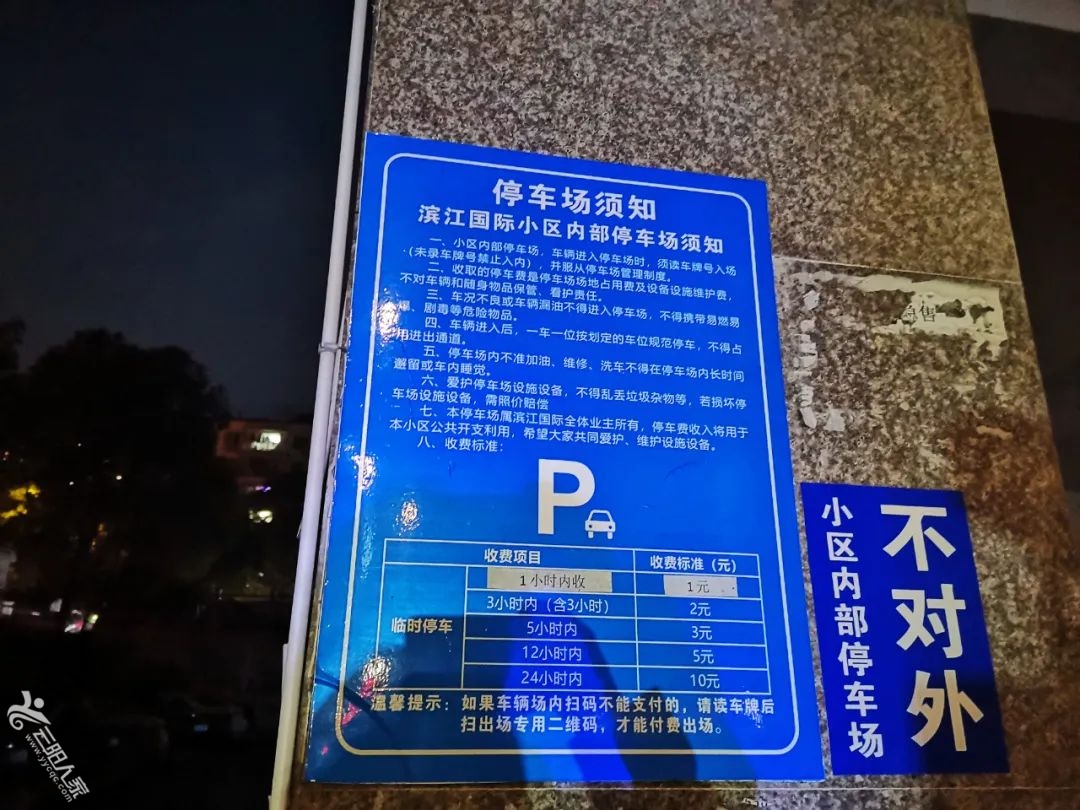 停车场须知
滨江国际小区内部停车场须知
一、小区内部停车场，车辆进入停车场时，须读车牌号入场
（未录车牌号禁止入内），并服从停车场管理制度。
二、收取的停车费是停车场场地占用费及设备设施维护费，
不对车辆和随身物品保管、看护责任。
三、车况不良或车辆漏油不得进入停车场，不得携带易燃易
爆、剧毒等危险物品。
四、车辆进入后，一车一位按划定的车位规范停车，不得占
用进出通道。
五、停车场内不准加油、维修、洗车不得在停车场内长时间
避留或车内睡觉。
六、爱护停车场设施设备，不得乱丢垃圾杂物等，若损坏停
车场设施设备，需照价赔偿
七、本停车场属滨江国际全体业主所有，停车费收入将用于
本小区公共开支利用，希望大家共同爱护、维护设施设备。
八、收费标准：
P
收费项目 收费标准（元）
临时停车
1小时内收 1元
3小时内（含3小时） 2元
5小时内 3元
12小时内 5元
24小时内 10元
温馨提示：如果车辆场内扫码不能支付的，请读车牌后
扫出场专用二维码，才能付费出场。
不对外
小区内部停车场
云阳人家
www.yycqc.com